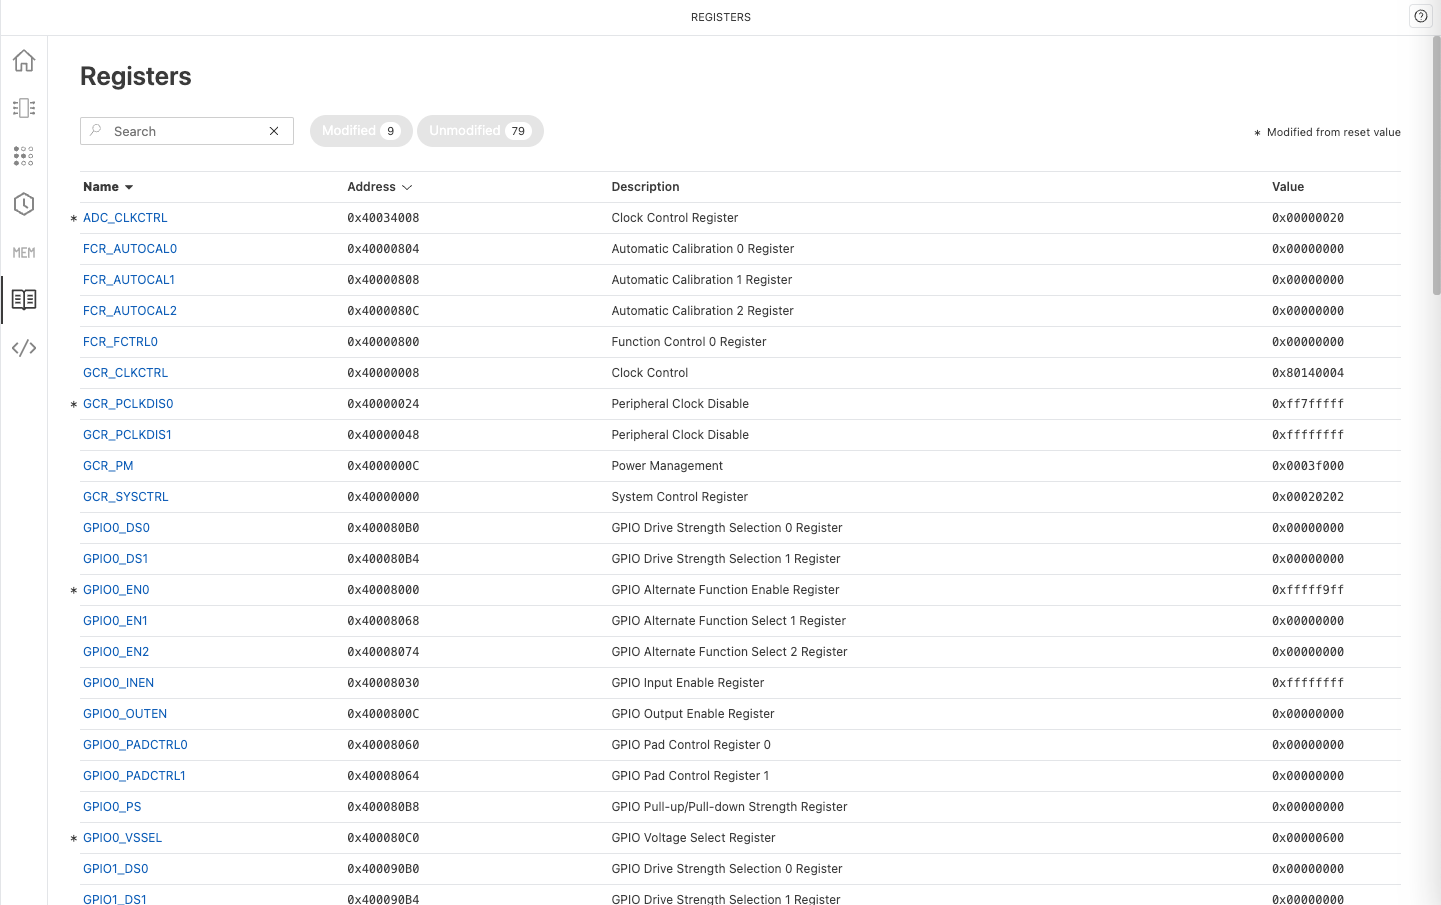 REGISTERS
Registers
Search
Modified 9
Unmodified 79
* Modified from reset value
Name Address Description Value
* ADC_CLKCTRL 0x40034008 Clock Control Register 0x00000020
FCR_AUTOCAL0 0x40000804 Automatic Calibration 0 Register 0x00000000
FCR_AUTOCAL1 0x40000808 Automatic Calibration 1 Register 0x00000000
FCR_AUTOCAL2 0x4000080C Automatic Calibration 2 Register 0x00000000
FCR_FCTRL0 0x40000800 Function Control 0 Register 0x00000000
MEM
GCR_CLKCTRL 0x40000008 Clock Control 0x80140004
* GCR_PCLKDIS0 0x40000024 Peripheral Clock Disable 0xff7fffff
GCR_PCLKDIS1 0x40000048 Peripheral Clock Disable 0xffffffff
GCR_PM 0x4000000C Power Management 0x0003f000
GCR_SYSCTRL 0x40000000 System Control Register 0x00020202
GPIO0_DS0 0x400080B0 GPIO Drive Strength Selection 0 Register 0x00000000
GPIO0_DS1 0x400080B4 GPIO Drive Strength Selection 1 Register 0x00000000
* GPIO0_EN0 0x40008000 GPIO Alternate Function Enable Register 0xfffff9ff
GPIO0_EN1 0x40008068 GPIO Alternate Function Select 1 Register 0x00000000
GPIO0_EN2 0x40008074 GPIO Alternate Function Select 2 Register 0x00000000
GPIO0_INEN 0x40008030 GPIO Input Enable Register 0xffffffff
GPIO0_OUTEN 0x4000800C GPIO Output Enable Register 0x00000000
GPIO0_PADCTRL0 0x40008060 GPIO Pad Control Register 0 0x00000000
GPIO0_PADCTRL1 0x40008064 GPIO Pad Control Register 1 0x00000000
GPIO0_PS 0x400080B8 GPIO Pull-up/Pull-down Strength Register 0x00000000
* GPIO0_VSSEL 0x400080C0 GPIO Voltage Select Register 0x00000600
GPIO1_DS0 0x400090B0 GPIO Drive Strength Selection 0 Register 0x00000000
GPIO1_DS1 0x400090B4 GPIO Drive Strength Selection 1 Register 0x00000000